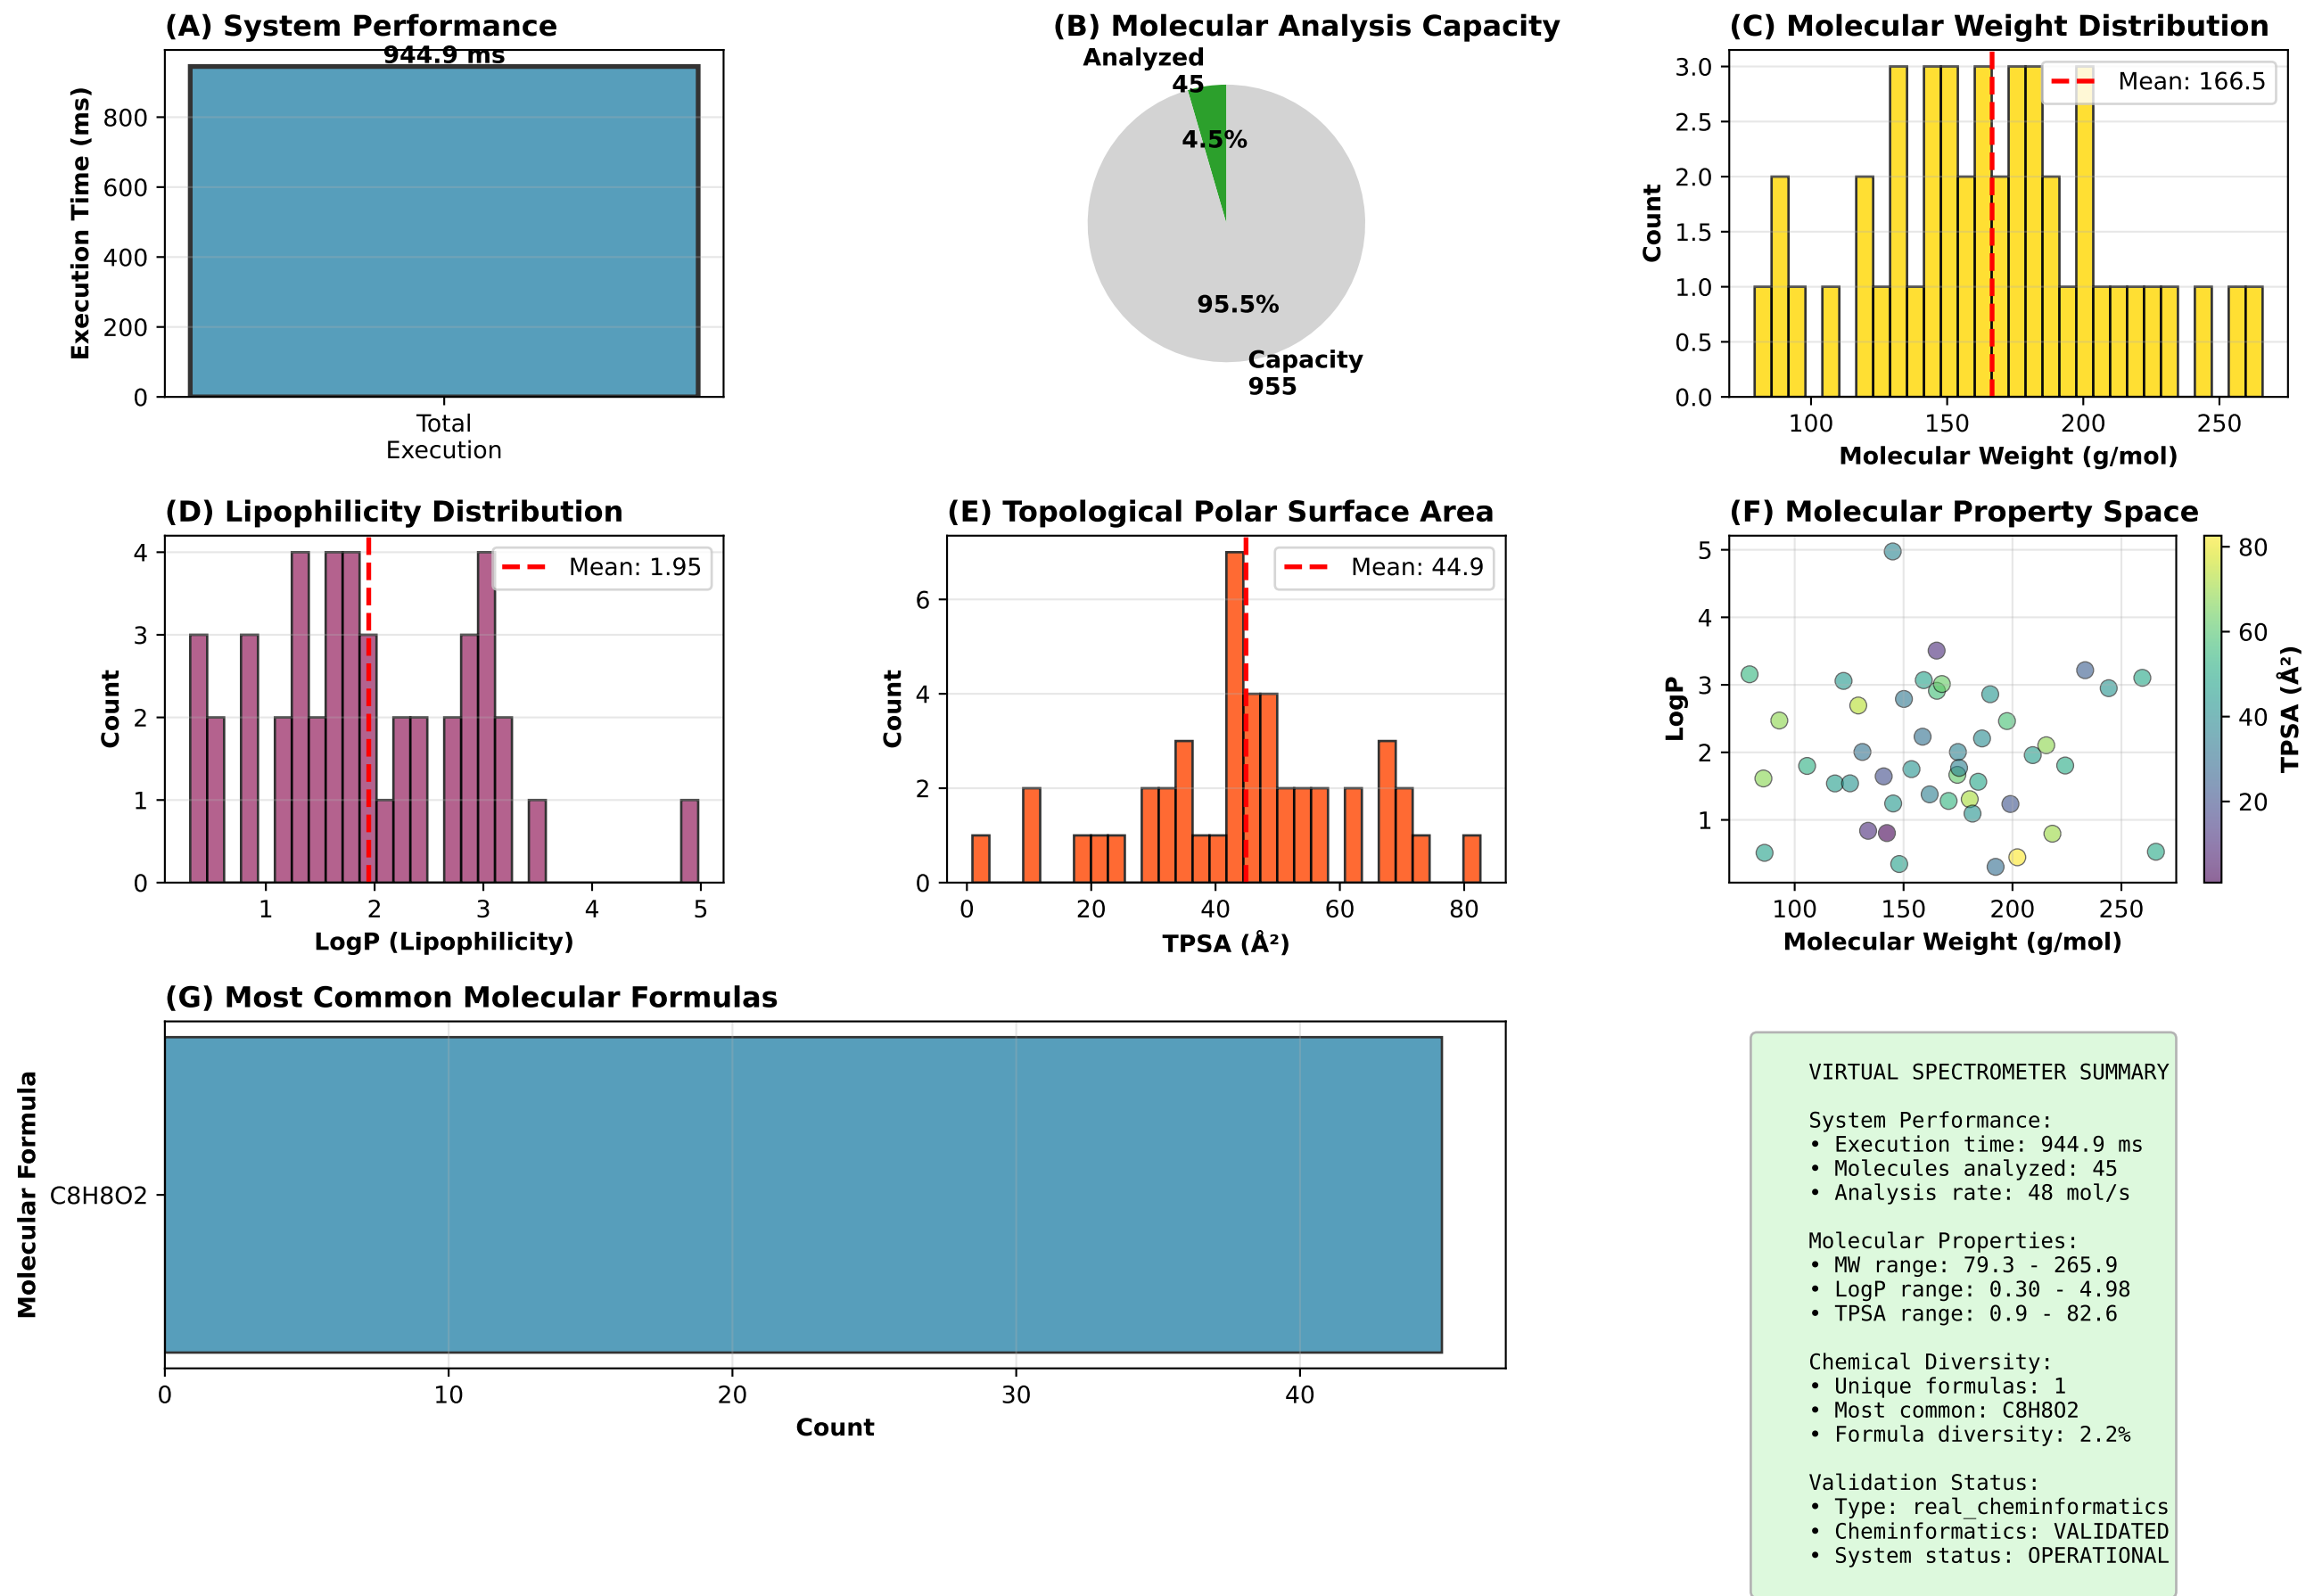 (A) System Performance
944.9 ms
Execution Time (ms)
800
600
400
200
0
Total
Execution
(B) Molecular Analysis Capacity
Analyzed
45
4.5%
95.5%
Capacity
955
(C) Molecular Weight Distribution
Mean: 166.5
Count
3.0
2.5
2.0
1.5
1.0
0.5
0.0
100 150 200 250
Molecular Weight (g/mol)
(D) Lipophilicity Distribution
Mean: 1.95
Count
4
3
2
1
0
1 2 3 4 5
LogP (Lipophilicity)
(E) Topological Polar Surface Area
Mean: 44.9
Count
6
4
2
0
0 20 40 60 80
TPSA (Å²)
(F) Molecular Property Space
LogP
5
4
3
2
1
100 150 200 250
Molecular Weight (g/mol)
80
60
40
20
TPSA (Å²)
(G) Most Common Molecular Formulas
Molecular Formula
C8H8O2
0 10 20 30 40
Count
VIRTUAL SPECTROMETER SUMMARY
System Performance:
• Execution time: 944.9 ms
• Molecules analyzed: 45
• Analysis rate: 48 mol/s
Molecular Properties:
• MW range: 79.3 - 265.9
• LogP range: 0.30 - 4.98
• TPSA range: 0.9 - 82.6
Chemical Diversity:
• Unique formulas: 1
• Most common: C8H8O2
• Formula diversity: 2.2%
Validation Status:
• Type: real_cheminformatics
• Cheminformatics: VALIDATED
• System status: OPERATIONAL